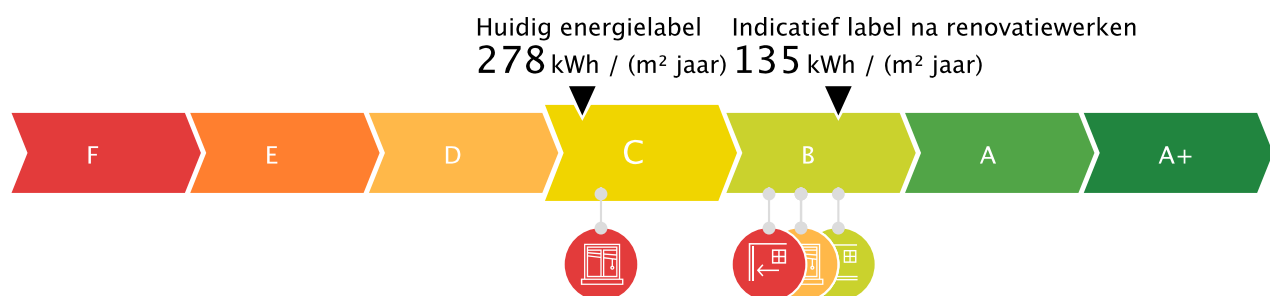 Huidig energielabel
278 kWh / (m² jaar)
Indicatief label na renovatiewerken
135 kWh / (m² jaar)
F E D C B A A+